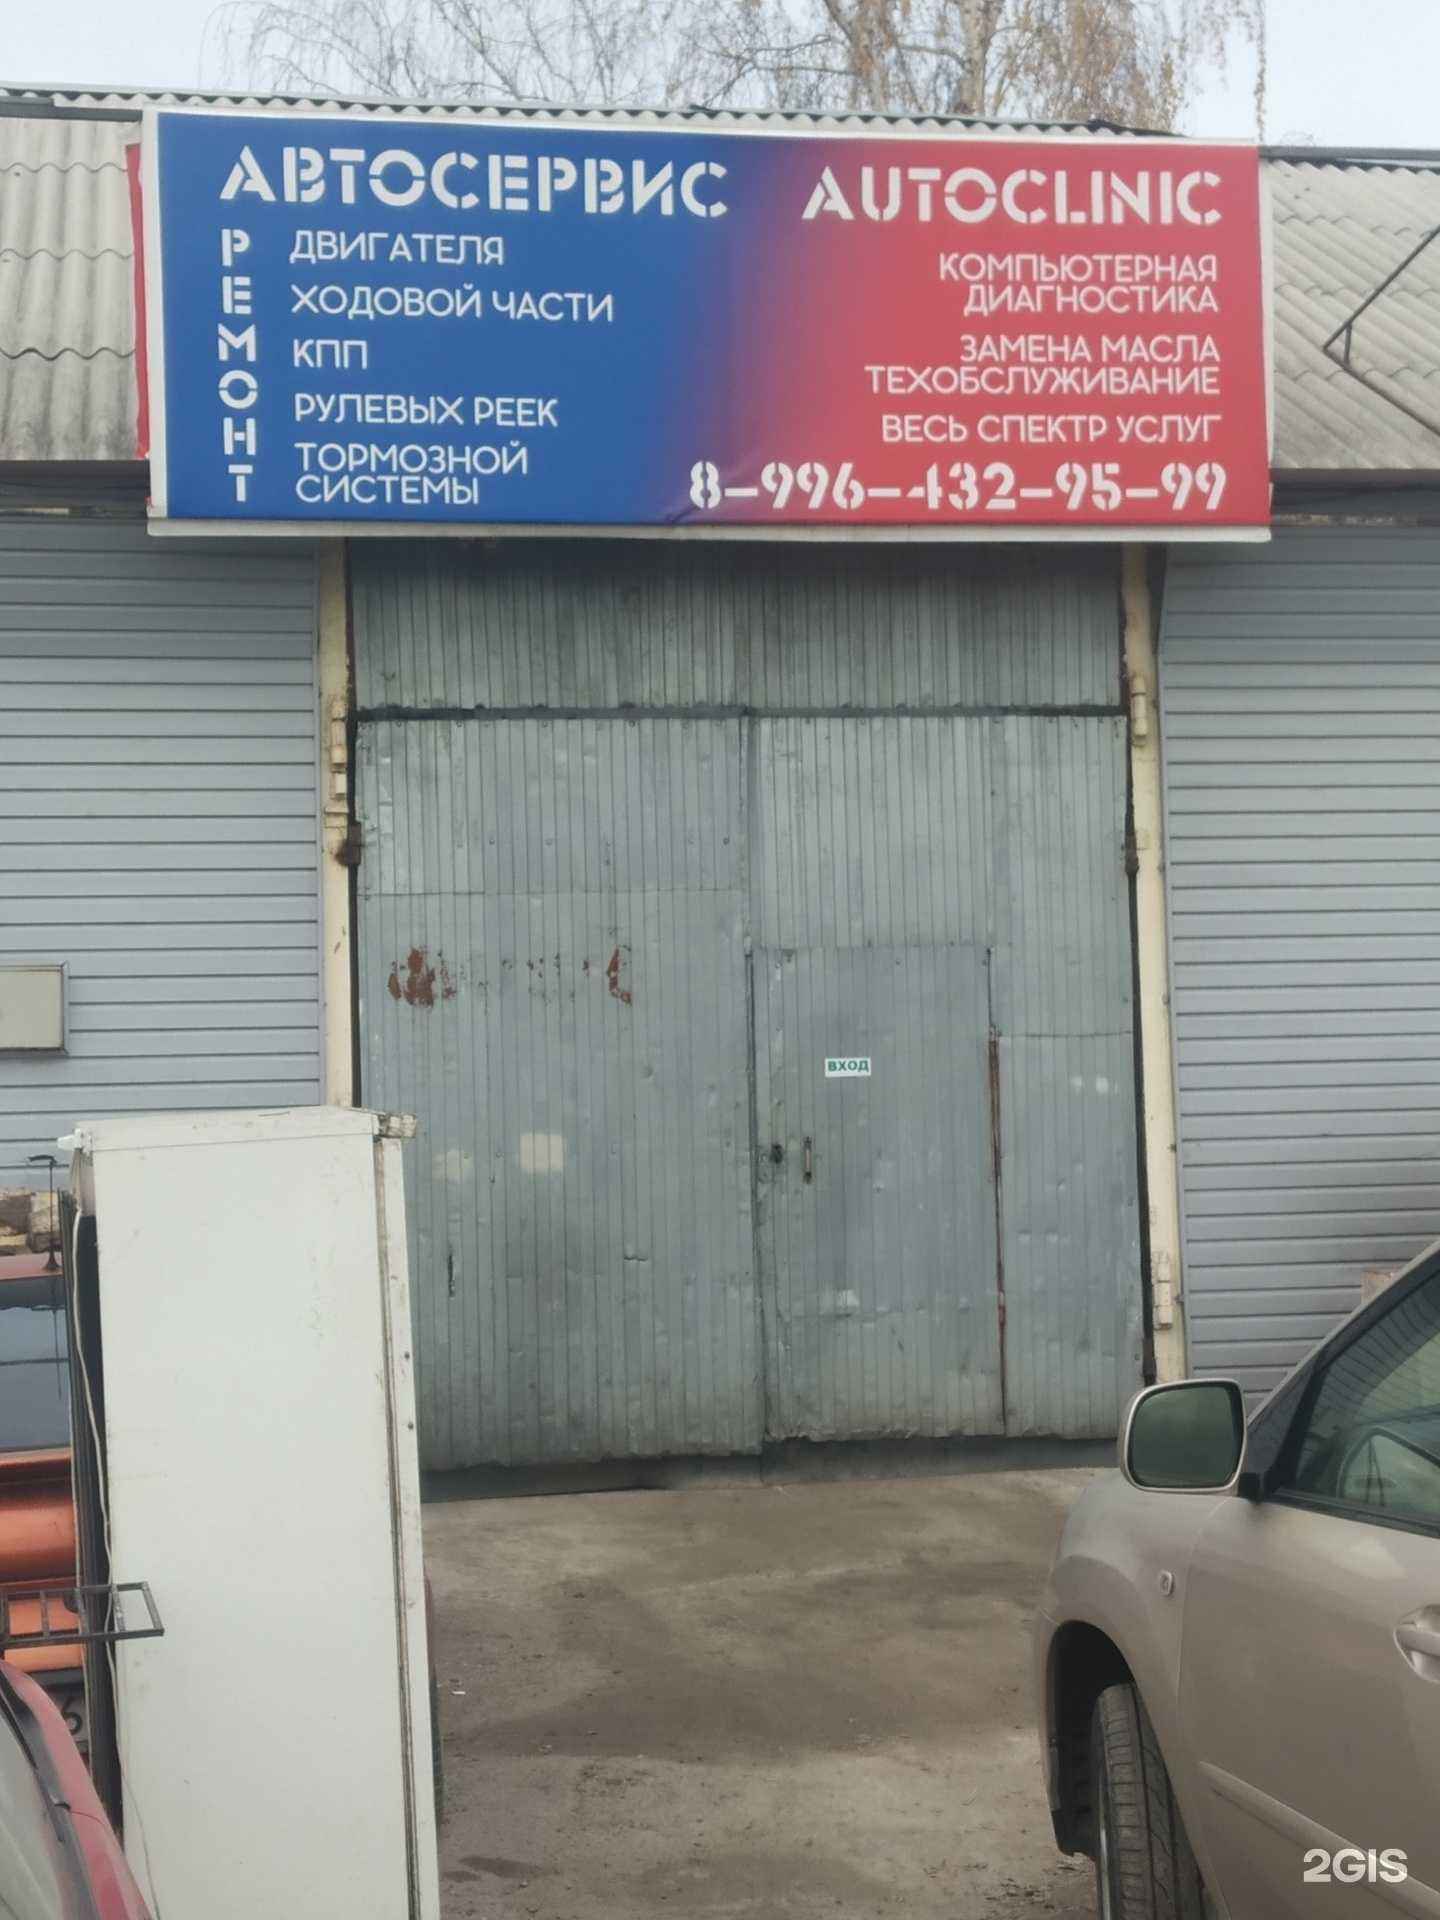 АВТОСЕРВИС
РЕМОНТ
ДВИГАТЕЛЯ
ХОДОВОЙ ЧАСТИ
КПП
РУЛЕВЫХ РЕЕК
ТОРМОЗНОЙ
СИСТЕМЫ
AUTOCLINIC
КОМПЬЮТЕРНАЯ
ДИАГНОСТИКА
ЗАМЕНА МАСЛА
ТЕХОБСЛУЖИВАНИЕ
ВЕСЬ СПЕКТР УСЛУГ
8-996-432-95-99
ВХОД
6
2GIS